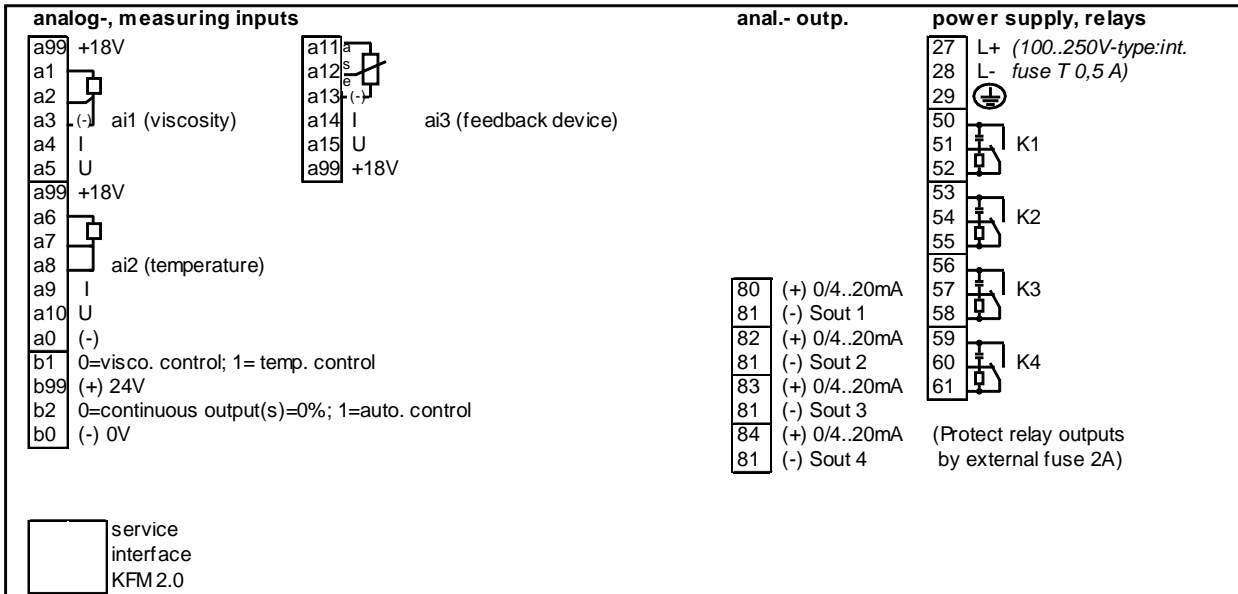 analog-, measuring inputs
a99 +18V
a1
a2
a3 (-) ai1 (viscosity)
a4 I
a5 U
a99 +18V
a6
a7
a8 ai2 (temperature)
a9 I
a10 U
a0 (-)
b1 0=visco. control; 1= temp. control
b99 (+) 24V
b2 0=continuous output(s)=0%; 1=auto. control
b0 (-) 0V
a11 a
a12 s
a13 e (-)
a14 I ai3 (feedback device)
a15 U
a99 +18V
service
interface
KFM 2.0
anal.- outp.
80 (+) 0/4..20mA
81 (-) Sout 1
82 (+) 0/4..20mA
81 (-) Sout 2
83 (+) 0/4..20mA
81 (-) Sout 3
84 (+) 0/4..20mA
81 (-) Sout 4
power supply, relays
27 L+ (100..250V-type:int.
28 L- fuse T 0,5 A)
29
50
51 K1
52
53
54 K2
55
56
57 K3
58
59
60 K4
61
(Protect relay outputs
by external fuse 2A)